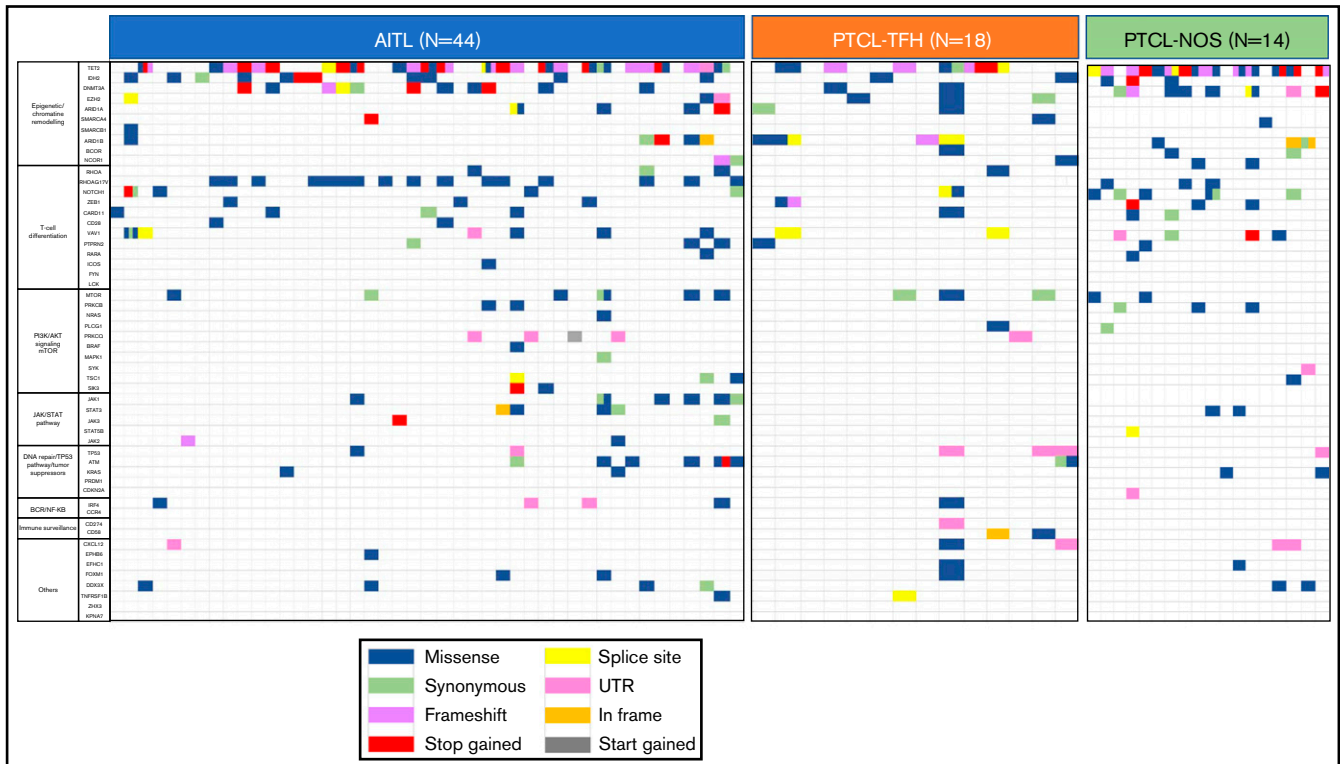 AITL (N=44)
PTCL-TFH (N=18)
PTCL-NOS (N=14)
Epigenetic/
chromatine
remodelling
TET2
IDH2
DNMT3A
EZH2
ARID1A
SMARCA4
SMARCB1
ARID1B
BCOR
NCOR1
T-cell
differentiation
RHOA
RHOAG17V
NOTCH1
ZEB1
CARD11
CD28
VAV1
PTPRN2
RARA
ICOS
FYN
LCK
PI3K/AKT
signaling
mTOR
MTOR
PRKCB
NRAS
PLCG1
PRKCQ
BRAF
MAPK1
SYK
TSC1
SIK3
JAK/STAT
pathway
JAK1
STAT3
JAK3
STAT5B
JAK2
DNA repair/TP53
pathway/tumor
suppressors
TP53
ATM
KRAS
PRDM1
CDKN2A
BCR/NF-KB
IRF4
CCR4
Immune surveillance
CD274
CD58
Others
CXCL13
EPHB6
EFHC1
FOXM1
DDX3X
TNFRSF1B
ZHX3
KPNA7
Missense
Synonymous
Frameshift
Stop gained
Splice site
UTR
In frame
Start gained